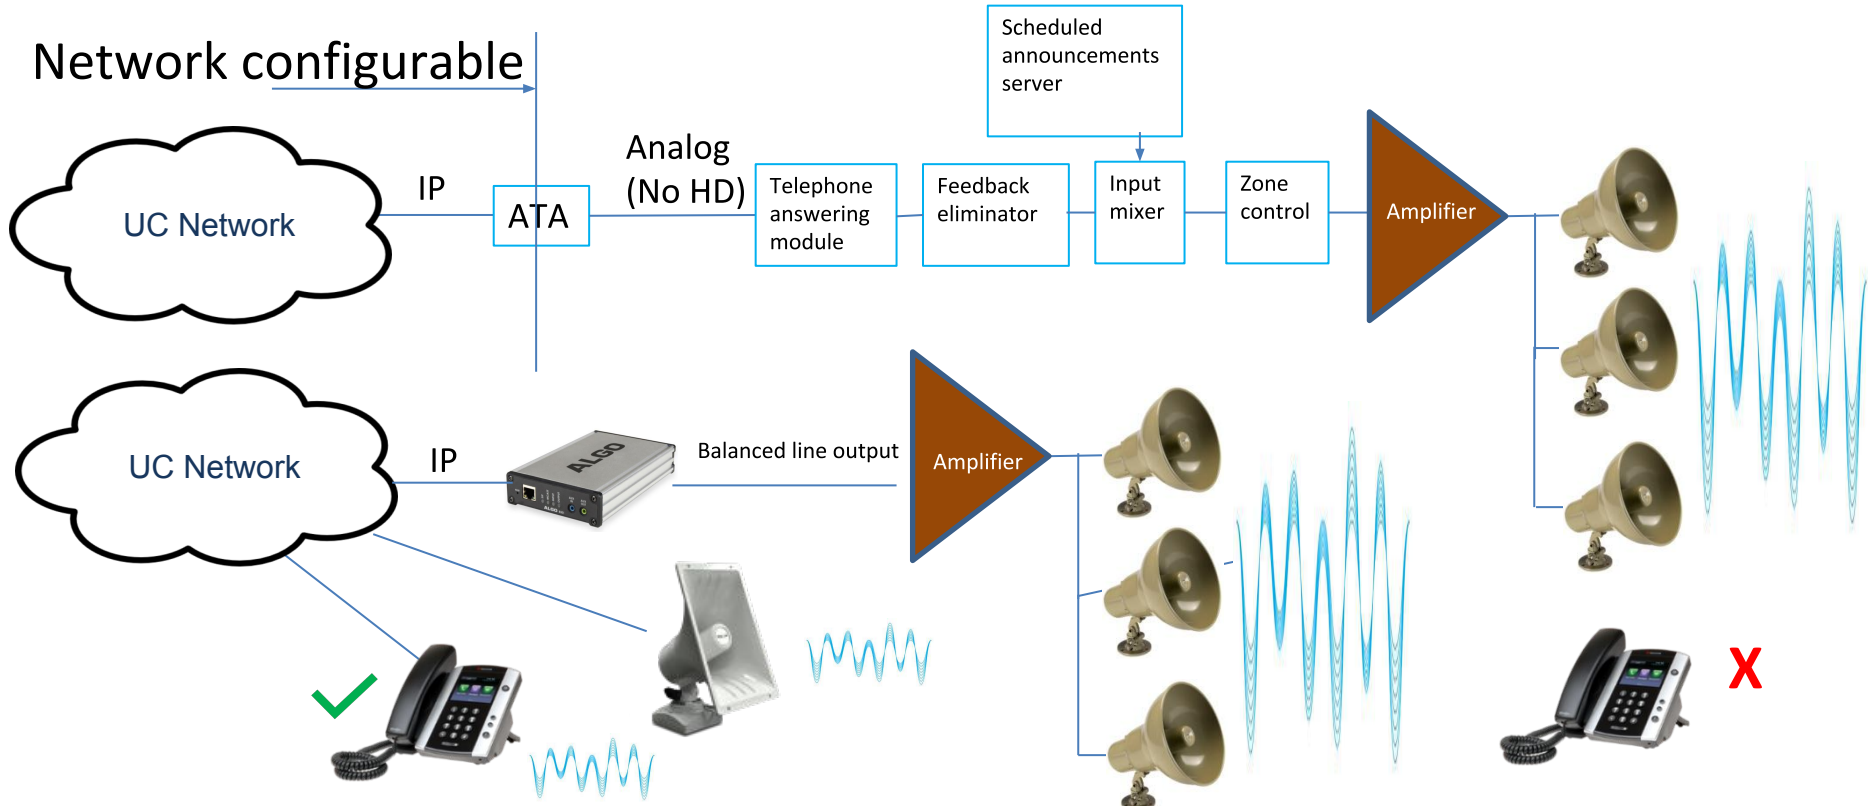 Network configurable
Scheduled
announcements
server
UC Network
IP
ATA
Analog
(No HD)
Telephone
answering
module
Feedback
eliminator
Input
mixer
Zone
control
Amplifier
UC Network
IP
ALGO
ALGO
Balanced line output
Amplifier
X